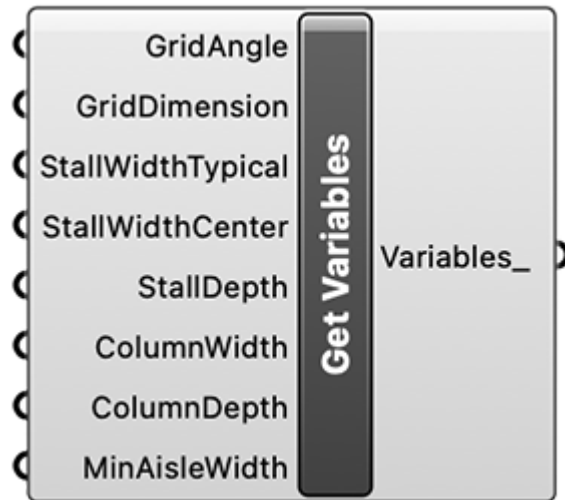 GridAngle
GridDimension
StallWidthTypical
StallWidthCenter
StallDepth
ColumnWidth
ColumnDepth
MinAisleWidth
Get Variables
Variables_